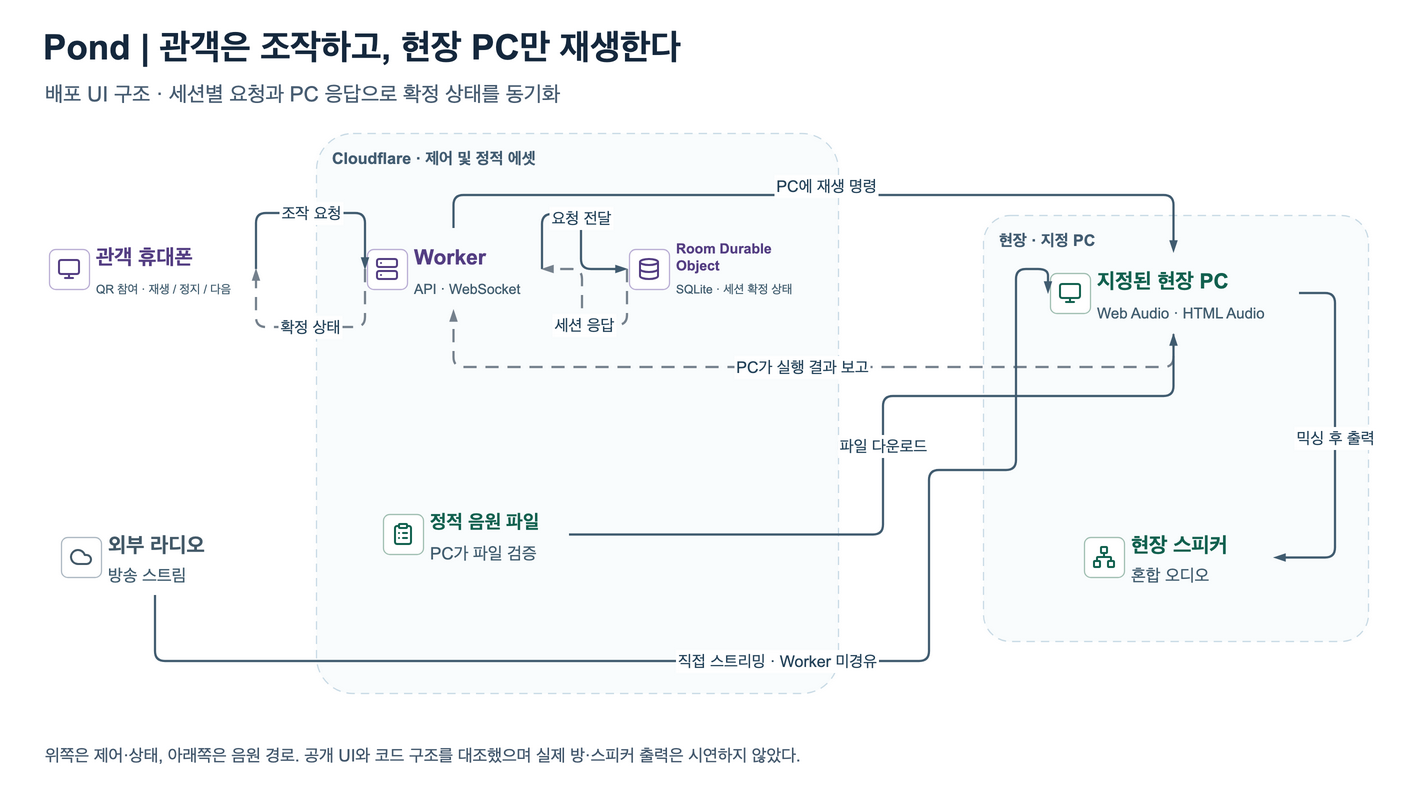 Pond | 관객은 조작하고, 현장 PC만 재생한다
배포 UI 구조 · 세션별 요청과 PC 응답으로 확정 상태를 동기화
Cloudflare · 제어 및 정적 에셋
PC에 재생 명령
조작 요청
요청 전달
관객 휴대폰
QR 참여 · 재생 / 정지 / 다음
Worker
API · WebSocket
Room Durable
Object
SQLite · 세션 확정 상태
현장 · 지정 PC
지정된 현장 PC
Web Audio · HTML Audio
확정 상태
세션 응답
PC가 실행 결과 보고
파일 다운로드
믹싱 후 출력
정적 음원 파일
PC가 파일 검증
외부 라디오
방송 스트림
현장 스피커
혼합 오디오
직접 스트리밍 · Worker 미경유
위쪽은 제어·상태, 아래쪽은 음원 경로. 공개 UI와 코드 구조를 대조했으며 실제 방·스피커 출력은 시연하지 않았다.